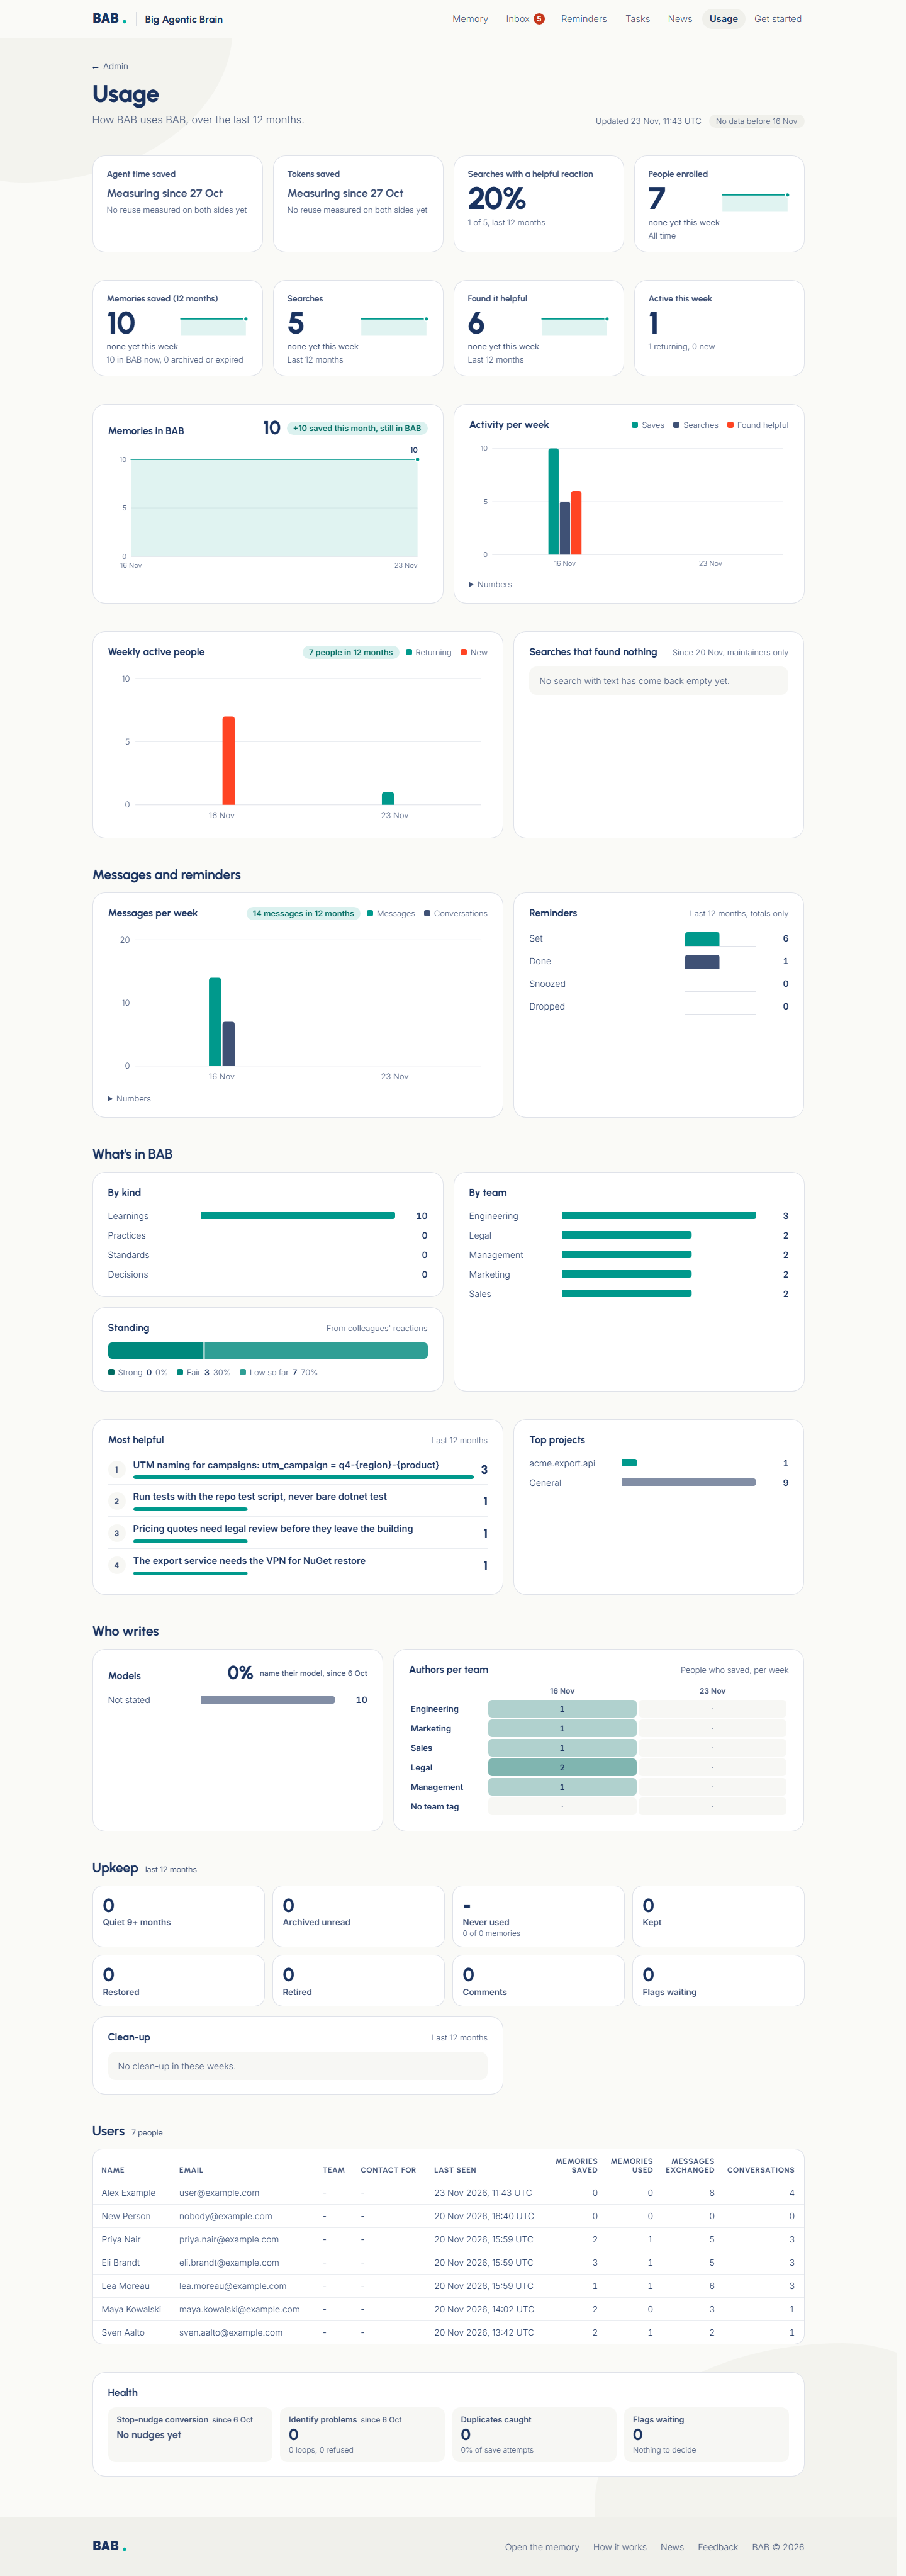 BAB.
Big Agentic Brain
Memory
Inbox 5
Reminders
Tasks
News
Usage
Get started
← Admin
Usage
How BAB uses BAB, over the last 12 months.
Updated 23 Nov, 11:43 UTC
No data before 16 Nov
Agent time saved
Measuring since 27 Oct
No reuse measured on both sides yet
Tokens saved
Measuring since 27 Oct
No reuse measured on both sides yet
Searches with a helpful reaction
20%
1 of 5, last 12 months
People enrolled
7
none yet this week
All time
Memories saved (12 months)
10
none yet this week
10 in BAB now, 0 archived or expired
Searches
5
none yet this week
Last 12 months
Found it helpful
6
none yet this week
Last 12 months
Active this week
1
1 returning, 0 new
Memories in BAB
10
+10 saved this month, still in BAB
10
10
5
0
16 Nov
23 Nov
Activity per week
Saves
Searches
Found helpful
10
5
0
16 Nov
23 Nov
▶ Numbers
Weekly active people
7 people in 12 months
Returning
New
10
5
0
16 Nov
23 Nov
Searches that found nothing
Since 20 Nov, maintainers only
No search with text has come back empty yet.
Messages and reminders
Messages per week
14 messages in 12 months
Messages
Conversations
20
10
0
16 Nov
23 Nov
▶ Numbers
Reminders
Last 12 months, totals only
Set 6
Done 1
Snoozed 0
Dropped 0
What's in BAB
By kind
Learnings 10
Practices 0
Standards 0
Decisions 0
By team
Engineering 3
Legal 2
Management 2
Marketing 2
Sales 2
Standing
From colleagues' reactions
Strong 0 0%
Fair 3 30%
Low so far 7 70%
Most helpful
Last 12 months
1 UTM naming for campaigns: utm_campaign = q4-{region}-{product} 3
2 Run tests with the repo test script, never bare dotnet test 1
3 Pricing quotes need legal review before they leave the building 1
4 The export service needs the VPN for NuGet restore 1
Top projects
acme.export.api 1
General 9
Who writes
Models
0% name their model, since 6 Oct
Not stated 10
Authors per team
People who saved, per week
16 Nov 23 Nov
Engineering 1 ·
Marketing 1 ·
Sales 1 ·
Legal 2 ·
Management 1 ·
No team tag · ·
Upkeep last 12 months
0
Quiet 9+ months
0
Archived unread
-
Never used
0 of 0 memories
0
Kept
0
Restored
0
Retired
0
Comments
0
Flags waiting
Clean-up
Last 12 months
No clean-up in these weeks.
Users 7 people
NAME EMAIL TEAM CONTACT FOR LAST SEEN MEMORIES SAVED MEMORIES USED MESSAGES EXCHANGED CONVERSATIONS
Alex Example user@example.com - - 23 Nov 2026, 11:43 UTC 0 0 8 4
New Person nobody@example.com - - 20 Nov 2026, 16:40 UTC 0 0 0 0
Priya Nair priya.nair@example.com - - 20 Nov 2026, 15:59 UTC 2 1 5 3
Eli Brandt eli.brandt@example.com - - 20 Nov 2026, 15:59 UTC 3 1 5 3
Lea Moreau lea.moreau@example.com - - 20 Nov 2026, 15:59 UTC 1 1 6 3
Maya Kowalski maya.kowalski@example.com - - 20 Nov 2026, 14:02 UTC 2 0 3 1
Sven Aalto sven.aalto@example.com - - 20 Nov 2026, 13:42 UTC 2 1 2 1
Health
Stop-nudge conversion since 6 Oct
No nudges yet
Identify problems since 6 Oct
0
0 loops, 0 refused
Duplicates caught
0
0% of save attempts
Flags waiting
0
Nothing to decide
BAB.
Open the memory
How it works
News
Feedback
BAB © 2026